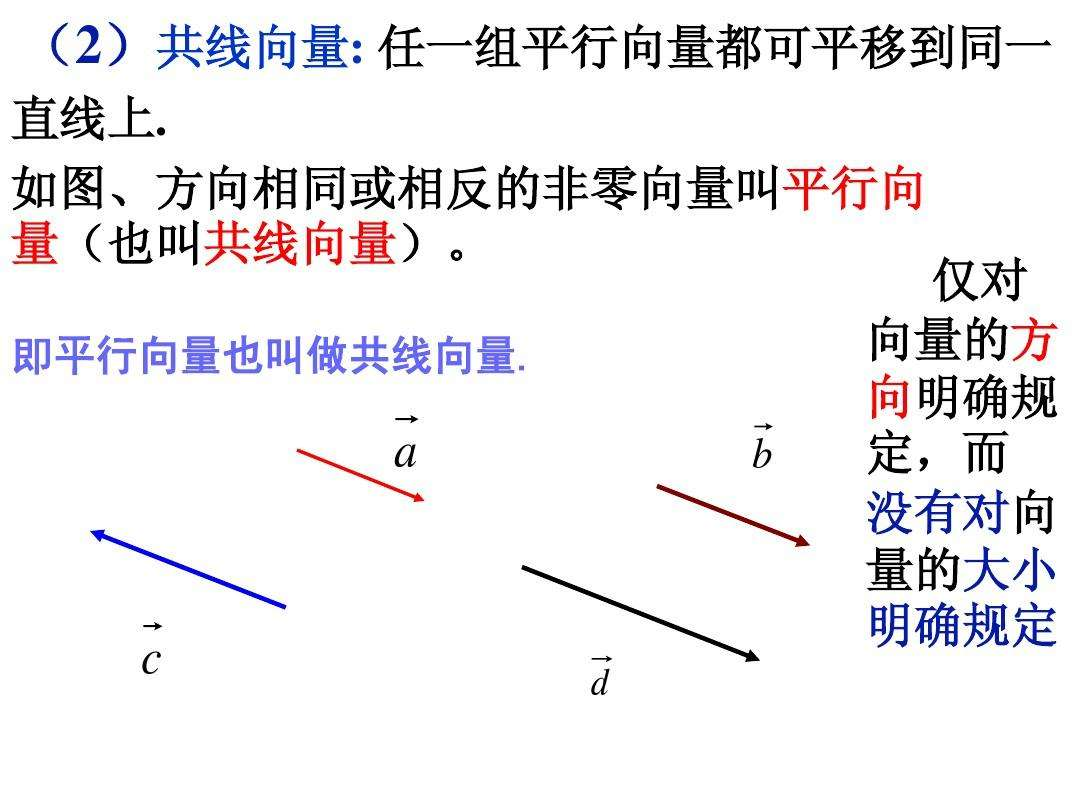 （2）共线向量: 任一组平行向量都可平移到同一
直线上.
如图、方向相同或相反的非零向量叫平行向
量（也叫共线向量）。
即平行向量也叫做共线向量.
仅对
向量的方
向明确规
定，而
没有对向
量的大小
明确规定
a
b
c
d